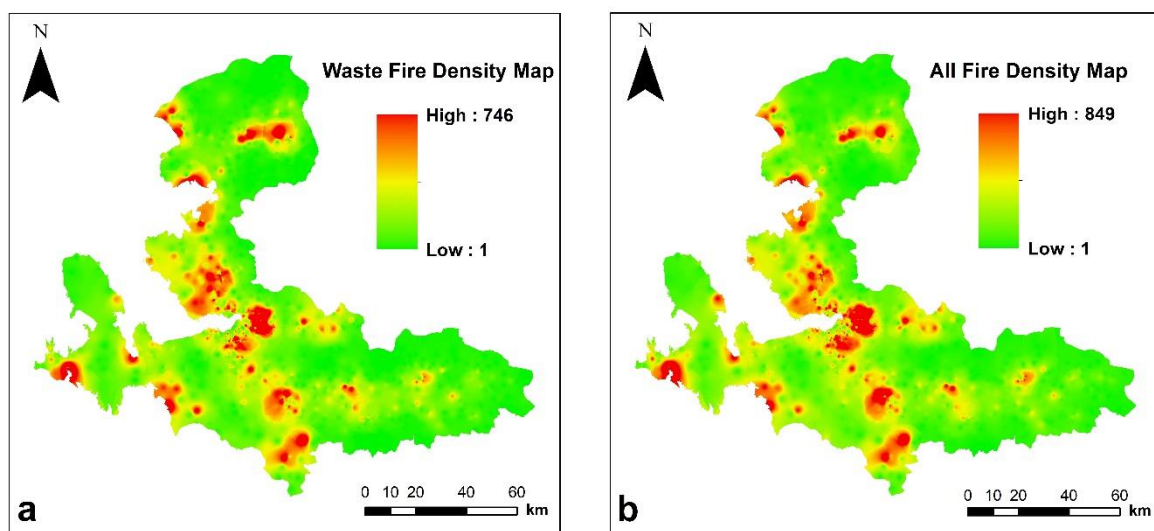 N
Waste Fire Density Map
High : 746
Low : 1
0 10 20 40 60
km
a
N
All Fire Density Map
High : 849
Low : 1
0 10 20 40 60
km
b